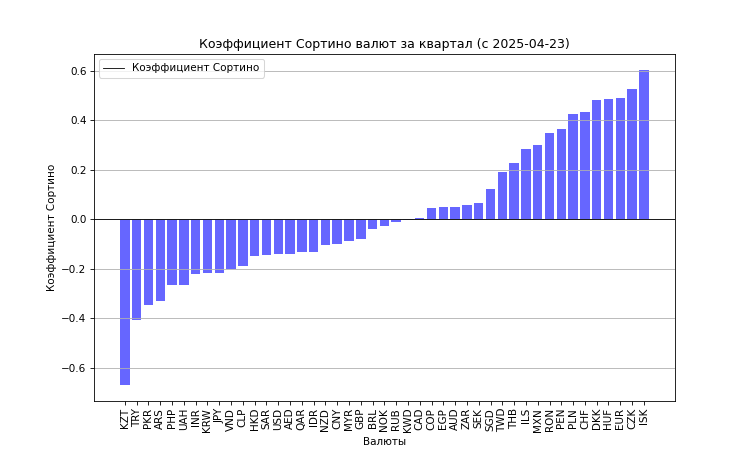 Коэффициент Сортино валют за квартал (с 2025-04-23)
Коэффициент Сортино
0.6
0.4
0.2
0.0
−0.2
−0.4
−0.6
Коэффициент Сортино
KZT TRY PKR ARS PHP UAH INR KRW JPY VND CLP HKD SAR USD AED QAR IDR NZD CNY MYR GBP BRL NOK RUB KWD CAD COP EGP AUD ZAR SEK SGD TWD THB ILS MXN RON PEN PLN CHF DKK HUF EUR CZK ISK
Валюты